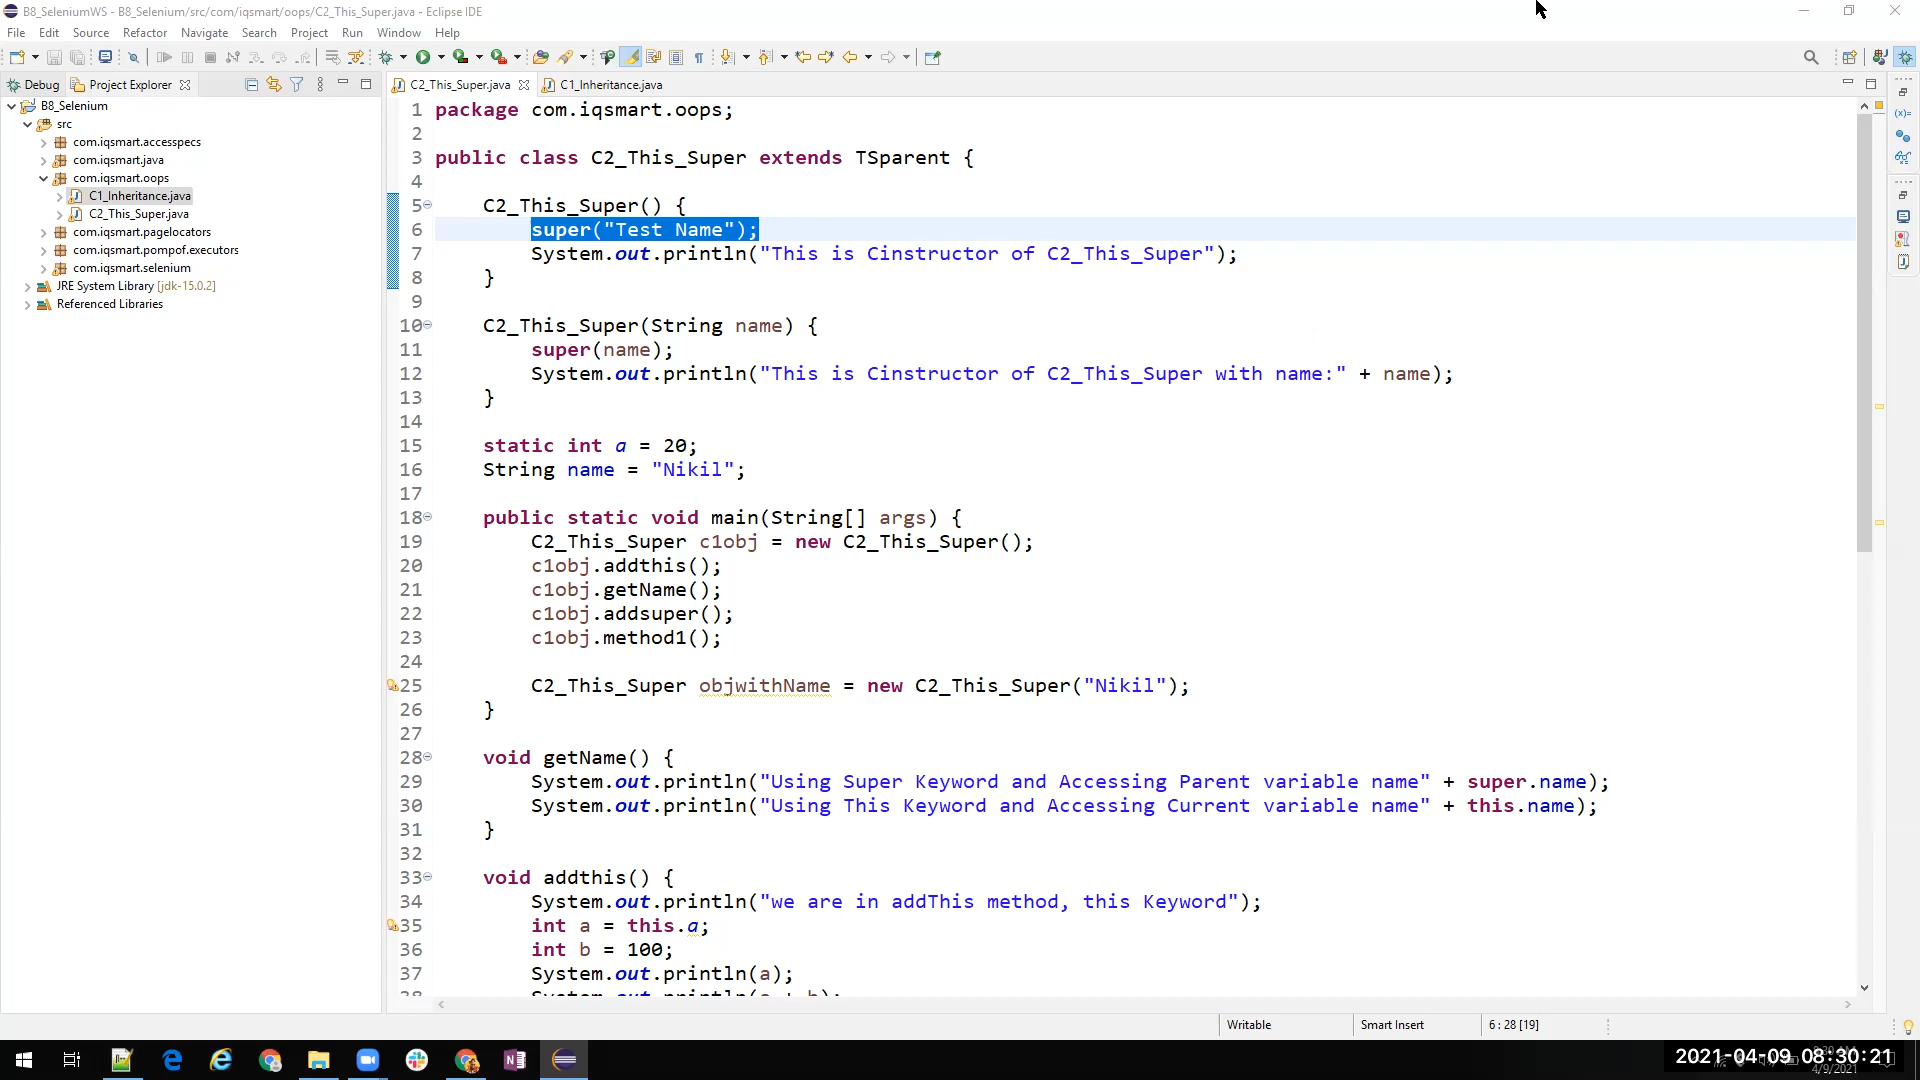 B8_SeleniumWS - B8_Selenium/src/com/iqsmart/oops/C2_This_Super.java - Eclipse IDE
File Edit Source Refactor Navigate Search Project Run Window Help
Debug Project Explorer
C2_This_Super.java C1_Inheritance.java
B8_Selenium
src
com.iqsmart.accesspecs
com.iqsmart.java
com.iqsmart.oops
C1_Inheritance.java
C2_This_Super.java
com.iqsmart.pagelocators
com.iqsmart.pompof.executors
com.iqsmart.selenium
JRE System Library [jdk-15.0.2]
Referenced Libraries
1 package com.iqsmart.oops;
2
3 public class C2_This_Super extends TSparent {
4
5 C2_This_Super() {
6 super("Test Name");
7 System.out.println("This is Cinstructor of C2_This_Super");
8 }
9
10 C2_This_Super(String name) {
11 super(name);
12 System.out.println("This is Cinstructor of C2_This_Super with name:" + name);
13 }
14
15 static int a = 20;
16 String name = "Nikil";
17
18 public static void main(String[] args) {
19 C2_This_Super c1obj = new C2_This_Super();
20 c1obj.addthis();
21 c1obj.getName();
22 c1obj.addsuper();
23 c1obj.method1();
24
25 C2_This_Super objwithName = new C2_This_Super("Nikil");
26 }
27
28 void getName() {
29 System.out.println("Using Super Keyword and Accessing Parent variable name" + super.name);
30 System.out.println("Using This Keyword and Accessing Current variable name" + this.name);
31 }
32
33 void addthis() {
34 System.out.println("we are in addThis method, this Keyword");
35 int a = this.a;
36 int b = 100;
37 System.out.println(a);
Writable Smart Insert 6 : 28 [19]
2021-04-09 08:30:21
4/9/2021